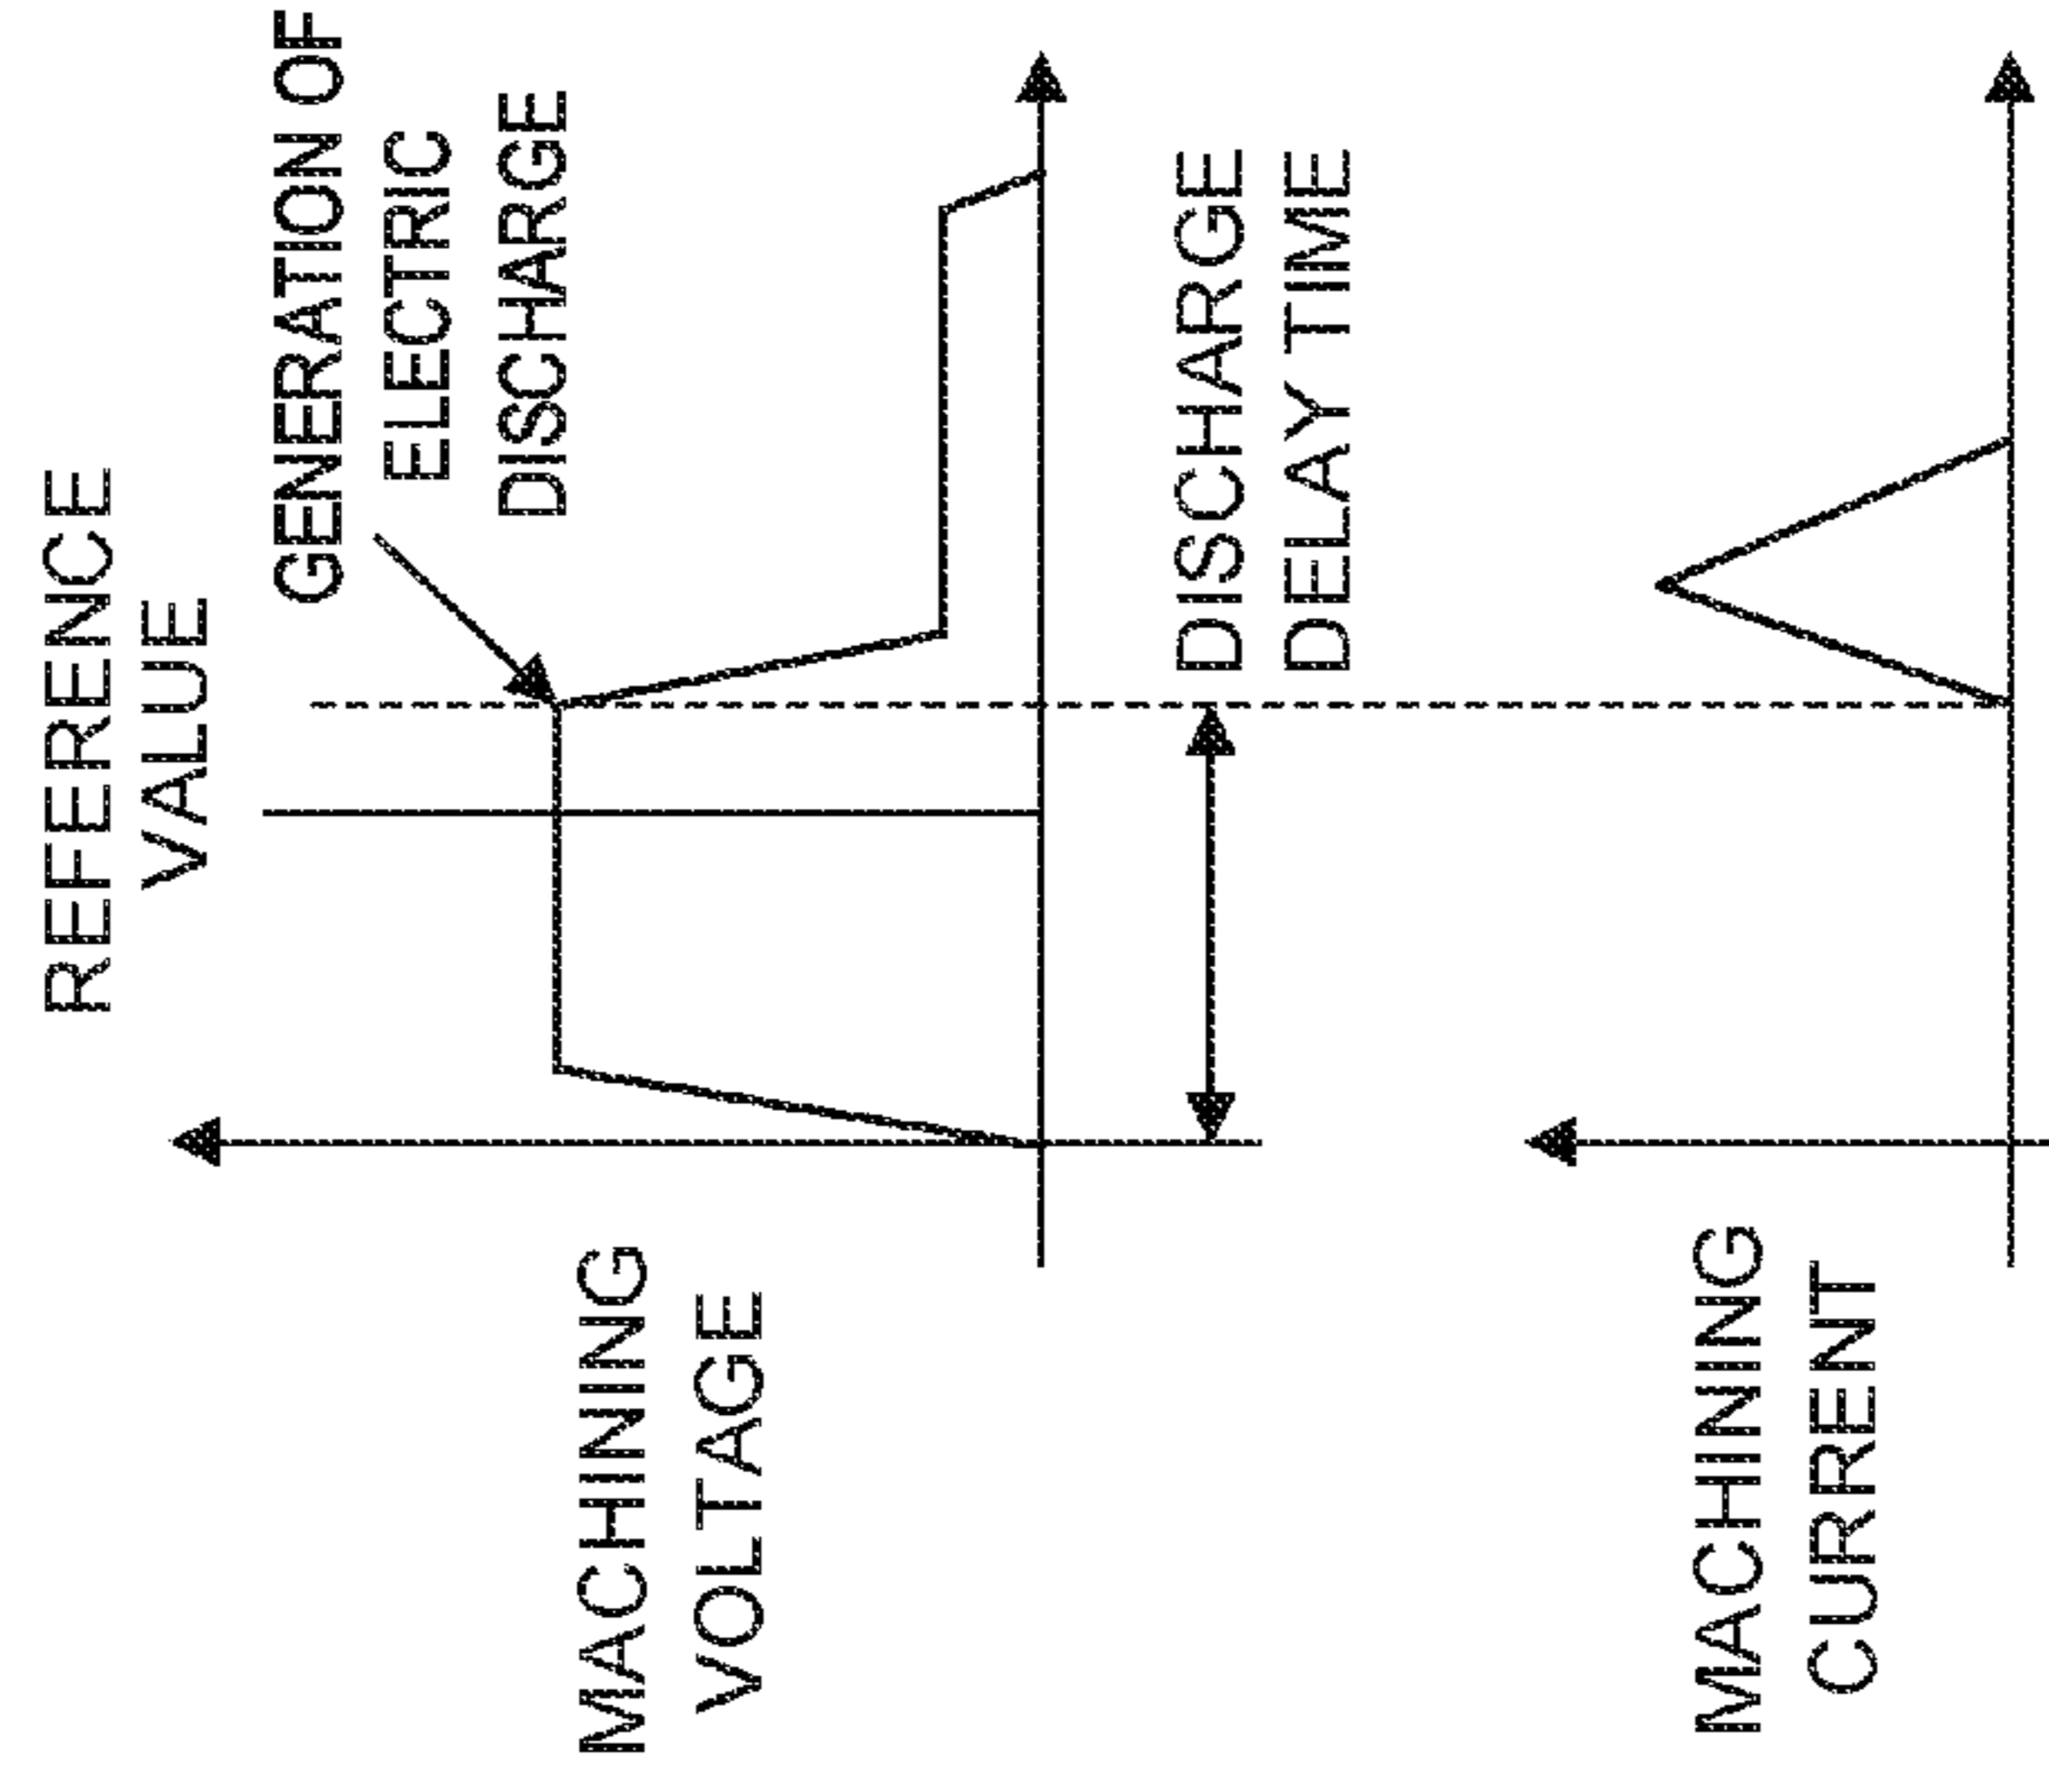 REFERENCE
VALUE
GENERATION OF
ELECTRIC
DISCHARGE
MACHINING
VOLTAGE
DISCHARGE
DELAY TIME
MACHINING
CURRENT